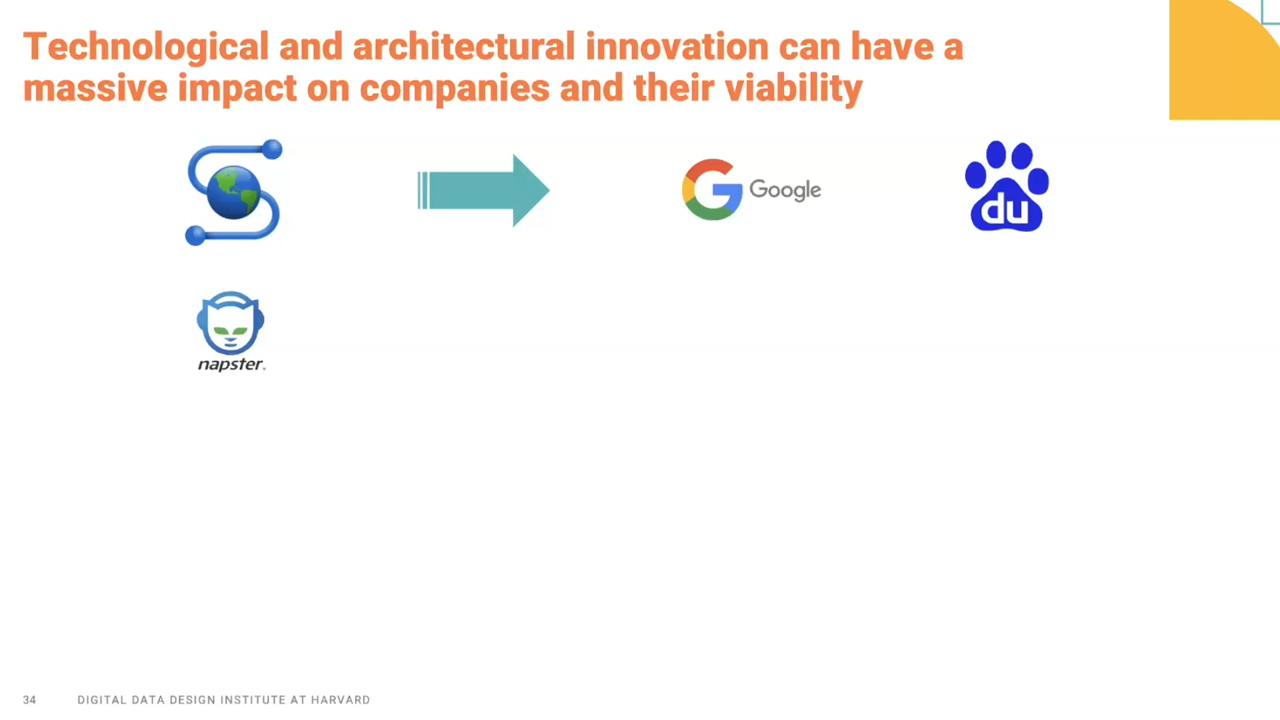 Technological and architectural innovation can have a
massive impact on companies and their viability
Google
du
napster.
34 DIGITAL DATA DESIGN INSTITUTE AT HARVARD